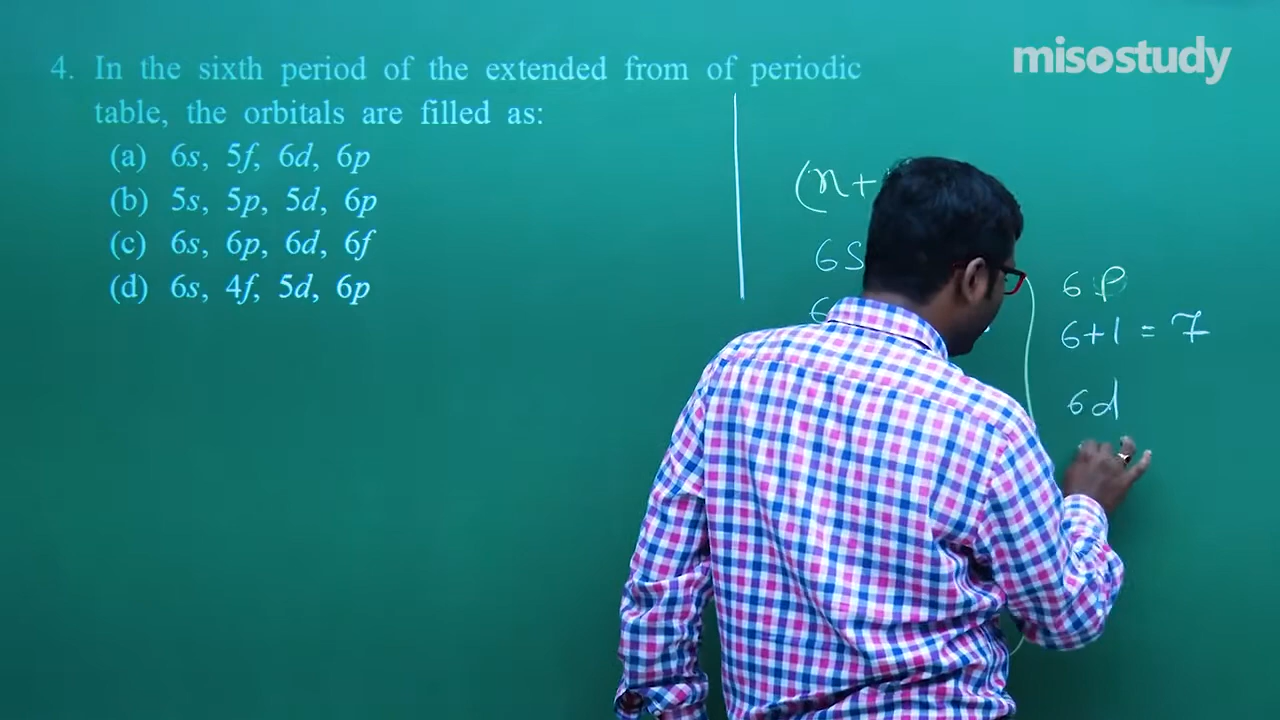 4. In the sixth period of the extended from of periodic
table, the orbitals are filled as:
(a) 6s, 5f, 6d, 6p
(b) 5s, 5p, 5d, 6p
(c) 6s, 6p, 6d, 6f
(d) 6s, 4f, 5d, 6p
misostudy
(n+
6s
6
6p
6+1 = 7
6d